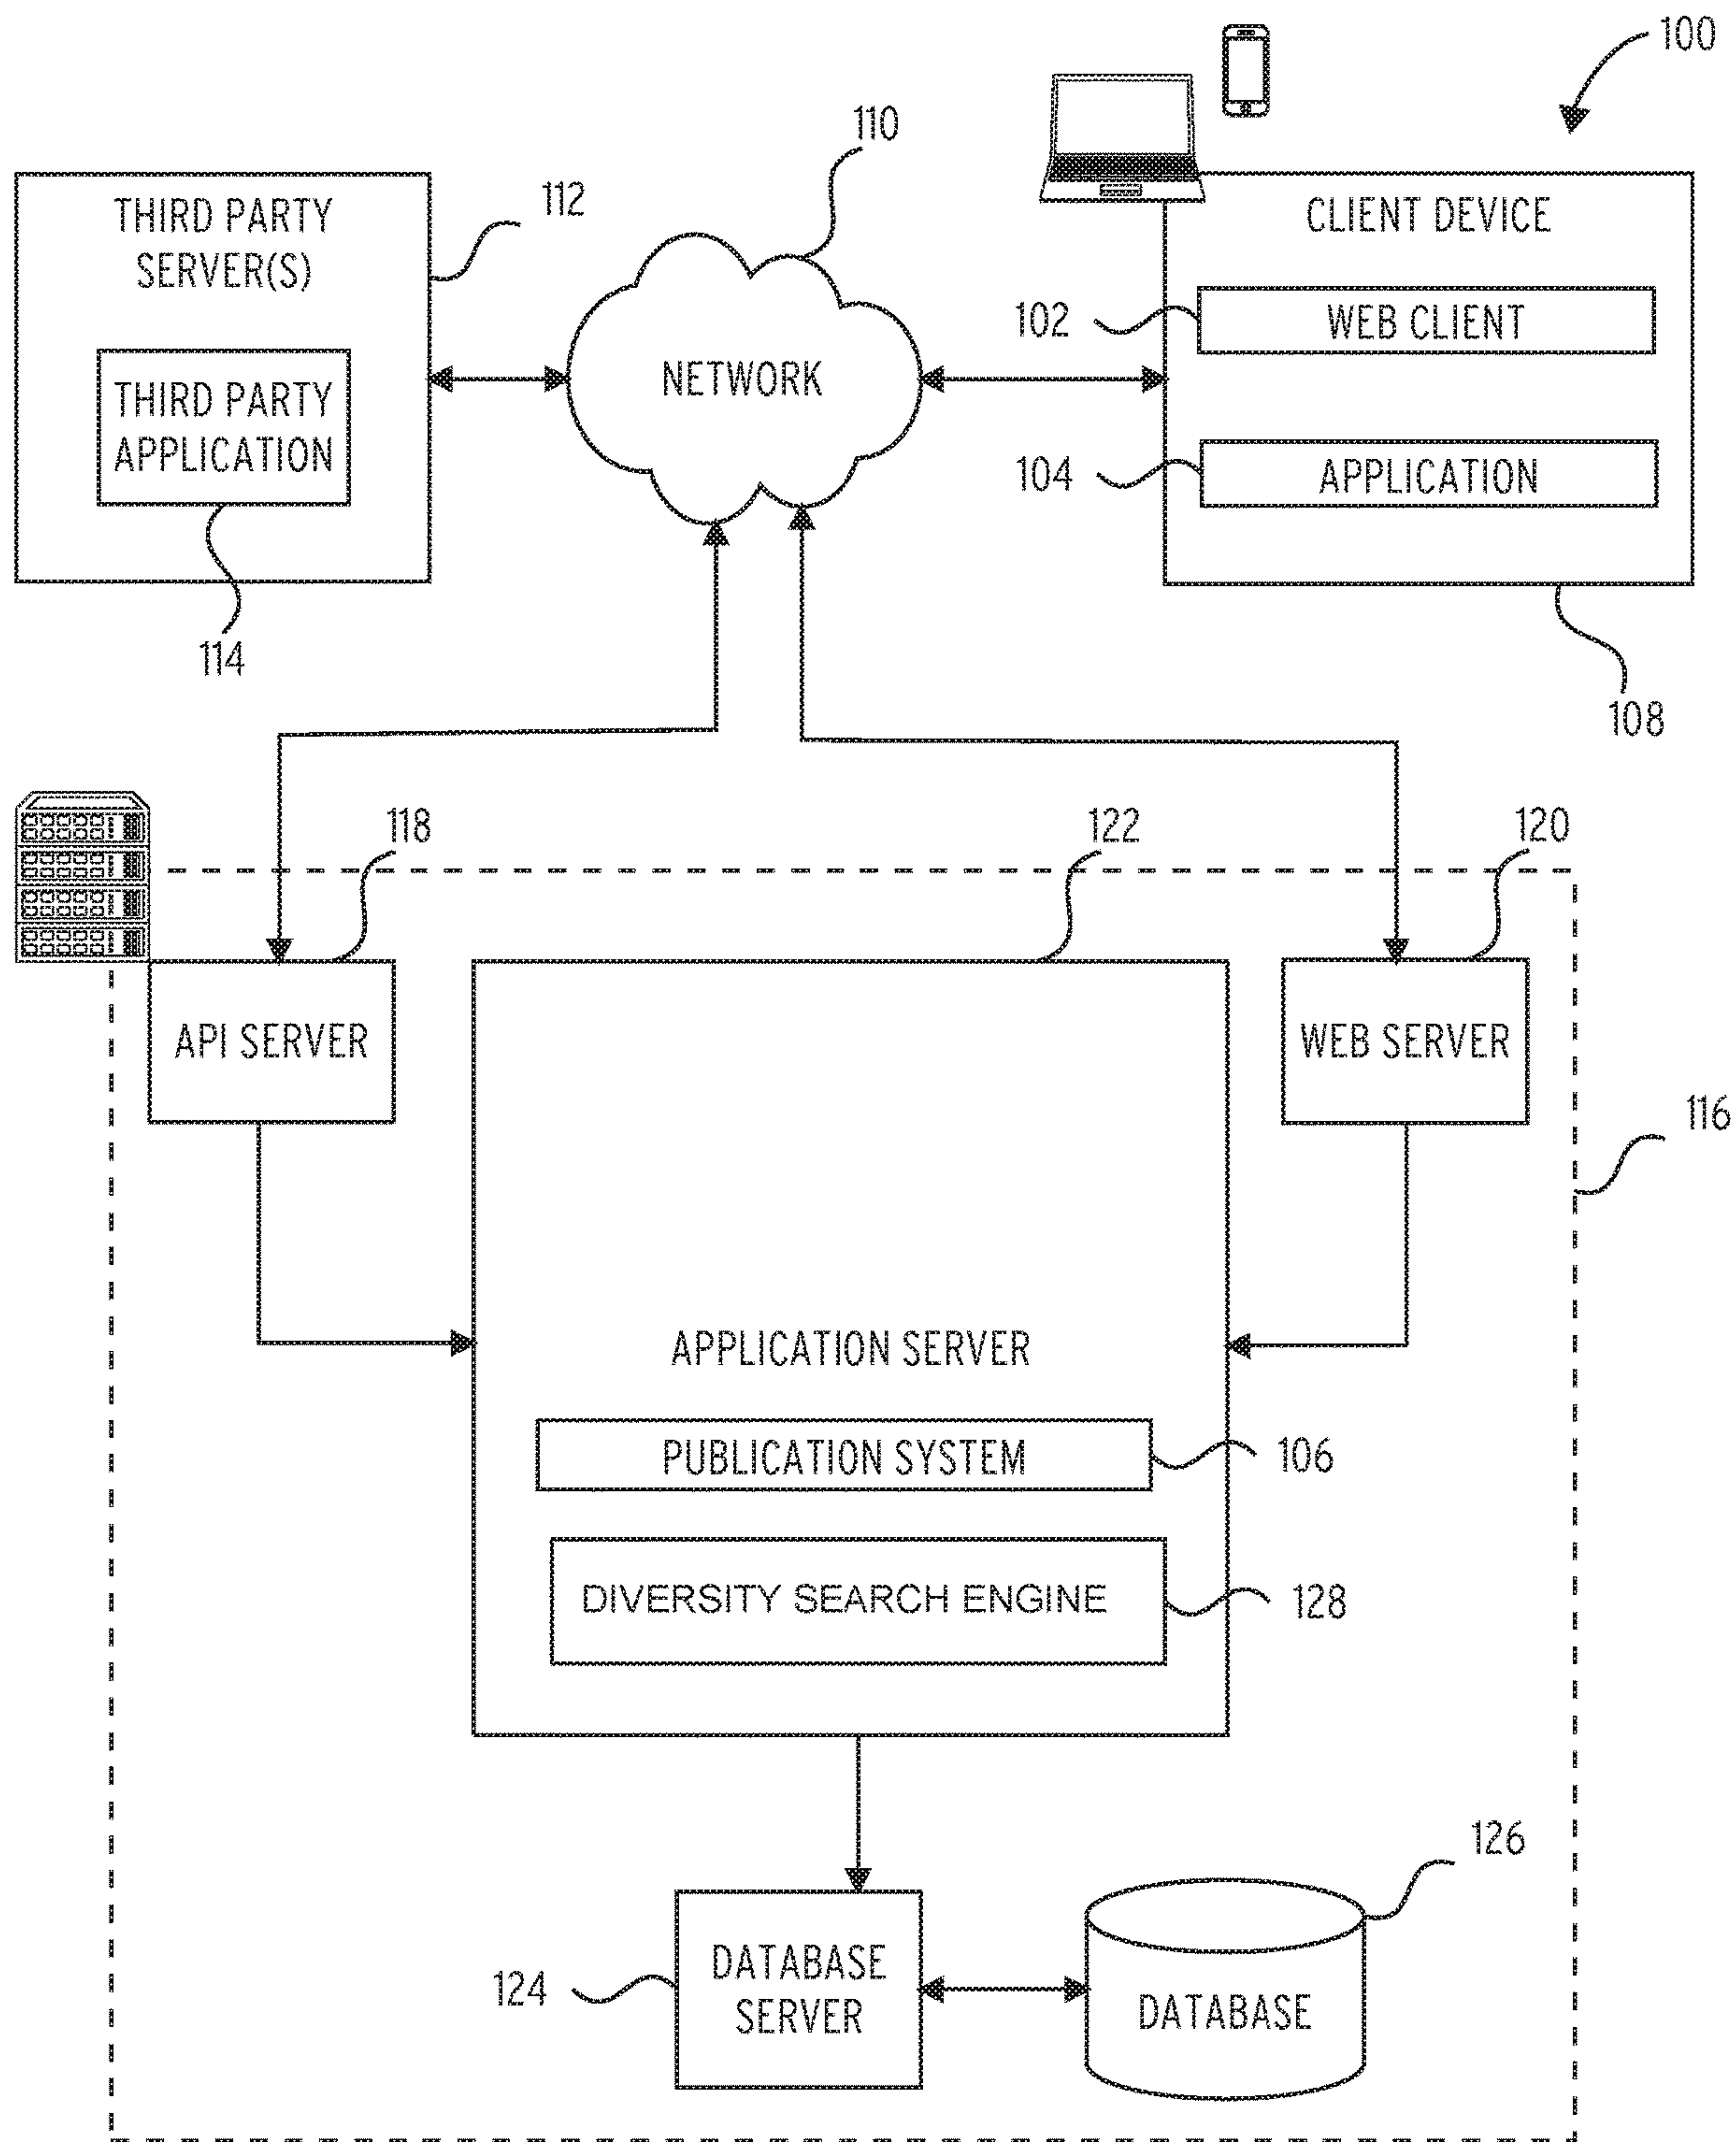 100
110
THIRD PARTY
SERVER(S)
112
CLIENT DEVICE
102
WEB CLIENT
NETWORK
THIRD PARTY
APPLICATION
104
APPLICATION
114
108
118
122
120
API SERVER
WEB SERVER
116
APPLICATION SERVER
PUBLICATION SYSTEM
106
DIVERSITY SEARCH ENGINE
128
126
124
DATABASE
SERVER
DATABASE